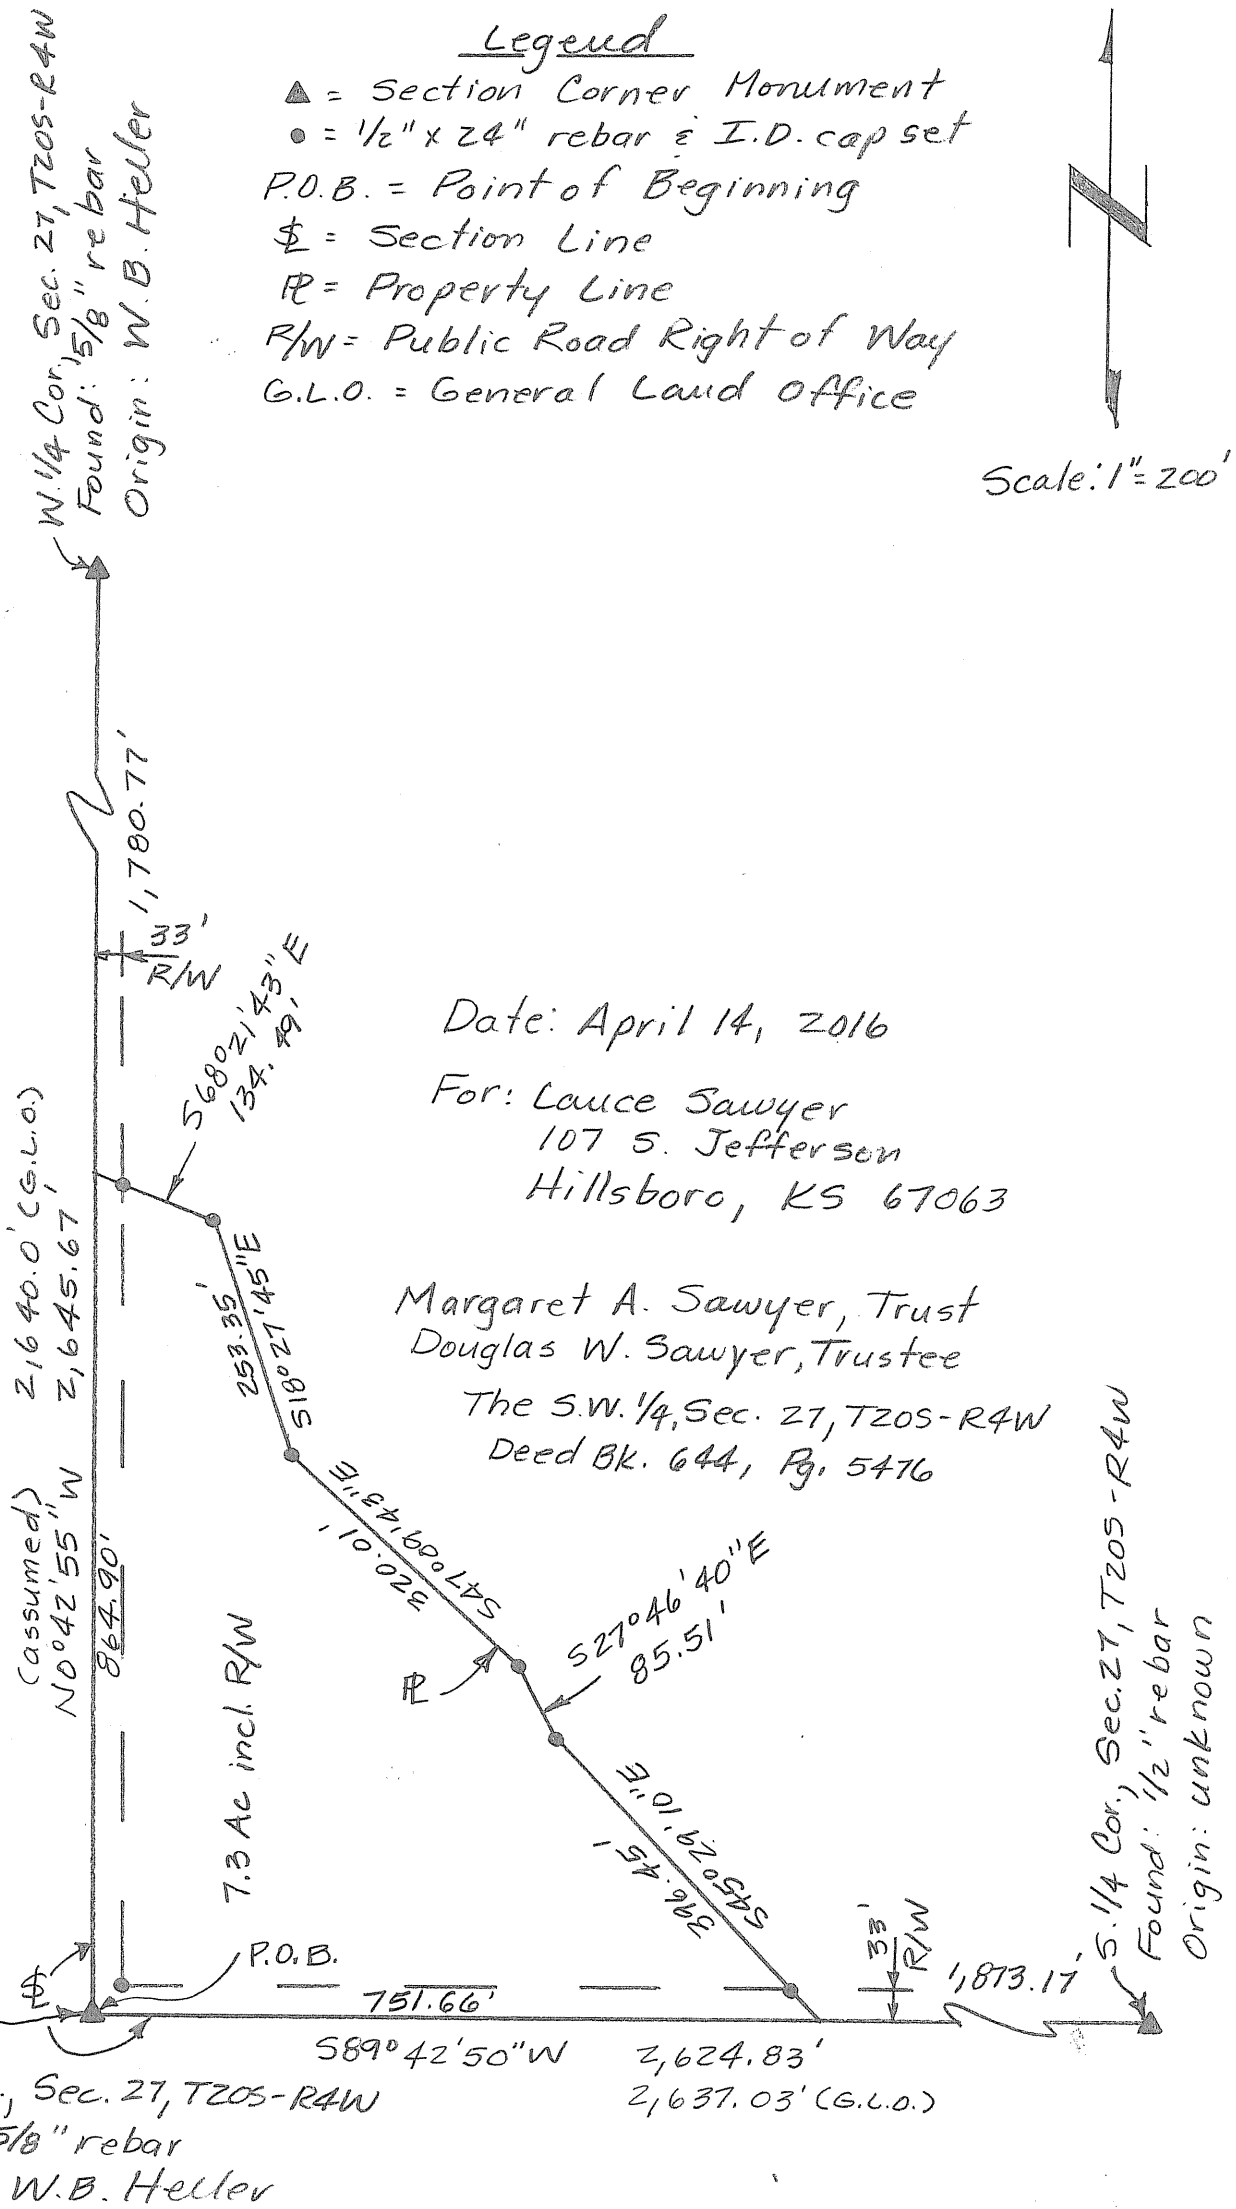 Legend
▲ = Section Corner Monument
● = 1/2" x 24" rebar & I.D. cap set
P.O.B. = Point of Beginning
= Section Line
PL = Property Line
R/W = Public Road Right of Way
G.L.O. = General Land Office
Scale: 1" = 200'
W. 1/4 Cor., Sec. 27, T20S-R4W
Found: 5/8" rebar
Origin: W.B. Heller
1,780.77'
33'
R/W
S68°21'43"E
134.49'
Date: April 14, 2016
For: Lance Sawyer
107 S. Jefferson
Hillsboro, KS 67063
2,640.0' (G.L.O.)
2,645.67'
253.35'
S18°27'45"E
Margaret A. Sawyer, Trust
Douglas W. Sawyer, Trustee
The S.W. 1/4, Sec. 27, T20S-R4W
Deed Bk. 644, Pg. 5476
(assumed)
N0°42'55"W
864.90'
S47°09'43"E
320.01'
PL
S27°46'40"E
85.51'
7.3 Ac incl. R/W
S45°29'10"E
396.45'
33'
R/W
S. 1/4 Cor., Sec. 27, T20S-R4W
Found: 1/2" rebar
Origin: unknown
P.O.B.
751.66'
1,873.17'
S89°42'50"W 2,624.83'
2,637.03' (G.L.O.)
., Sec. 27, T20S-R4W
5/8" rebar
W.B. Heller